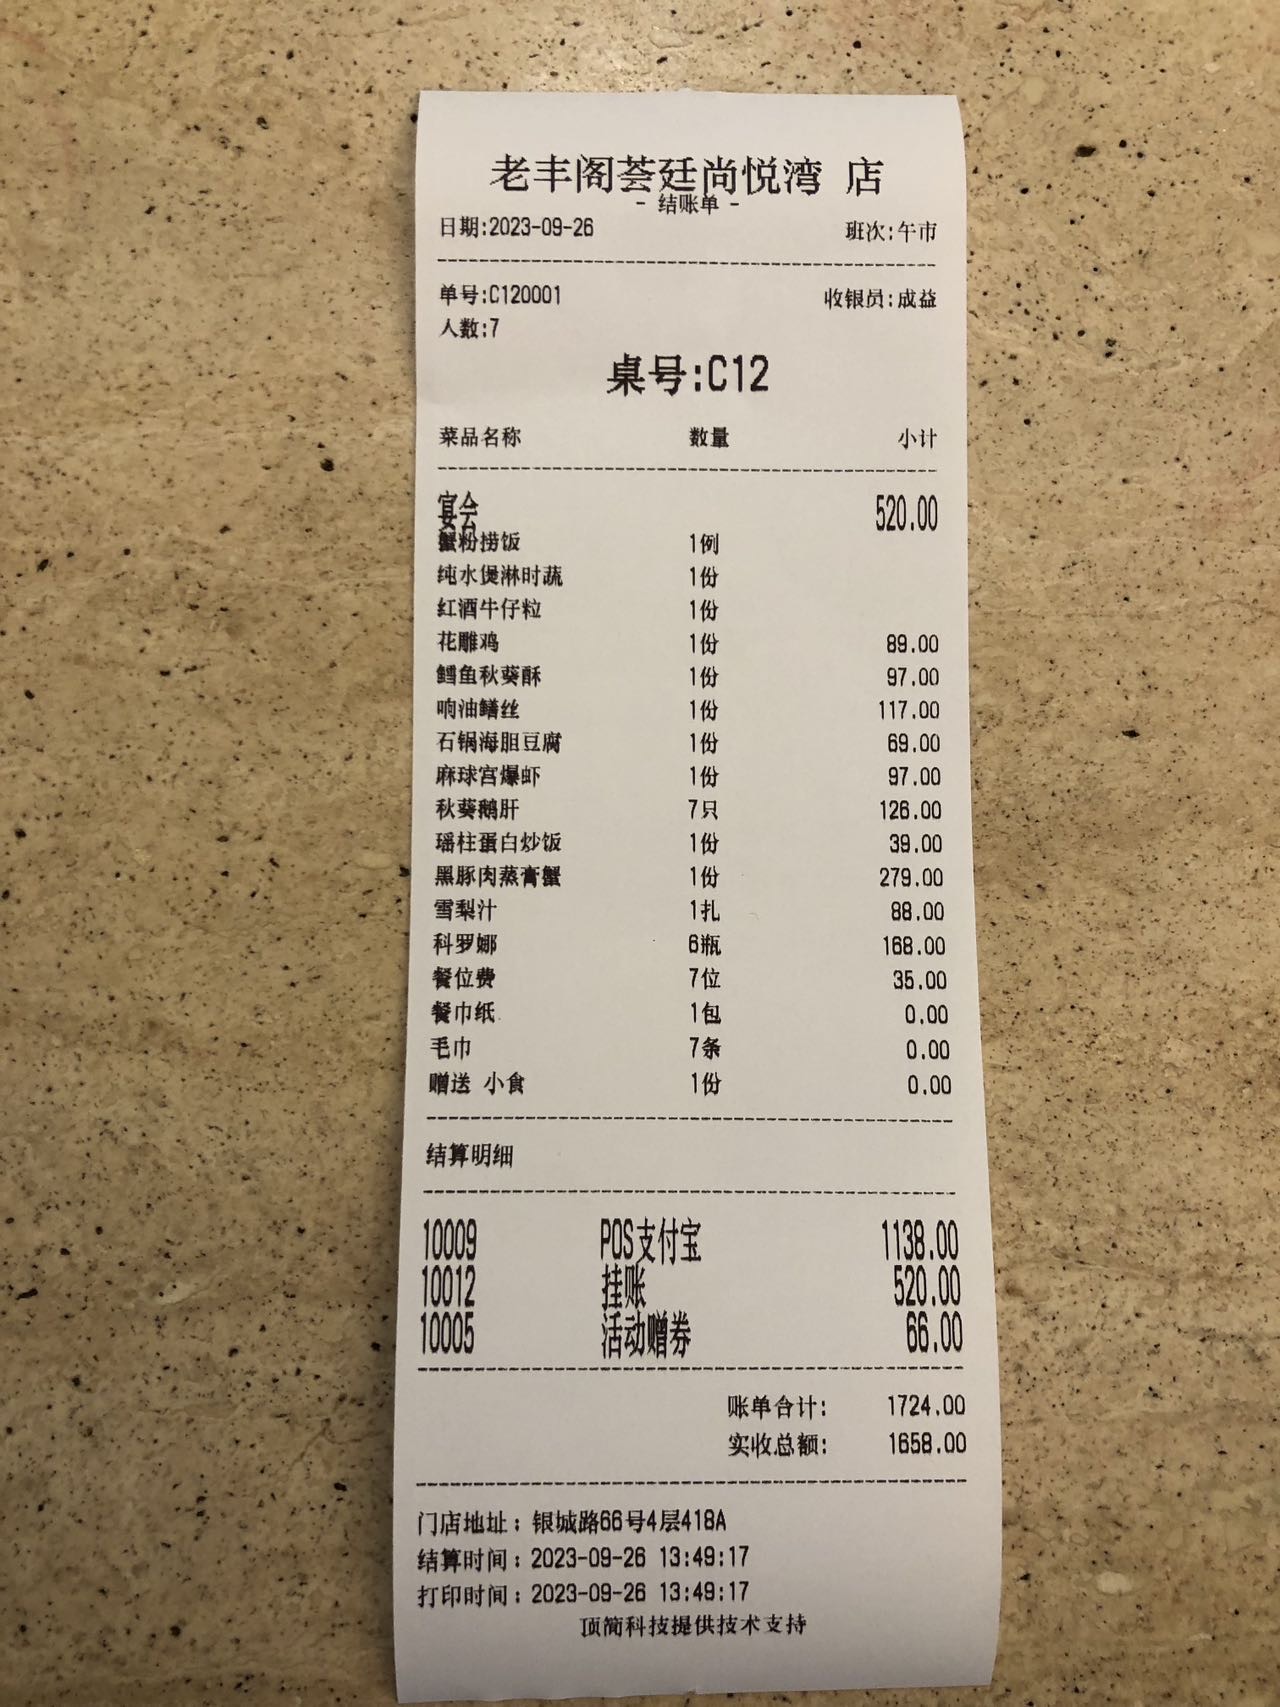 老丰阁荟廷尚悦湾 店
- 结账单 -
日期:2023-09-26 班次:午市
单号:C120001 收银员:成益
人数:7
桌号:C12
菜品名称 数量 小计
宴会 520.00
蟹粉捞饭 1例
纯水煲淋时蔬 1份
红酒牛仔粒 1份
花雕鸡 1份 89.00
鳕鱼秋葵酥 1份 97.00
响油鳝丝 1份 117.00
石锅海胆豆腐 1份 69.00
麻球宫爆虾 1份 97.00
秋葵鹅肝 7只 126.00
瑶柱蛋白炒饭 1份 39.00
黑豚肉蒸膏蟹 1份 279.00
雪梨汁 1扎 88.00
科罗娜 6瓶 168.00
餐位费 7位 35.00
餐巾纸 1包 0.00
毛巾 7条 0.00
赠送 小食 1份 0.00
结算明细
10009 POS支付宝 1138.00
10012 挂账 520.00
10005 活动赠券 66.00
账单合计: 1724.00
实收总额: 1658.00
门店地址: 银城路66号4层418A
结算时间: 2023-09-26 13:49:17
打印时间: 2023-09-26 13:49:17
顶简科技提供技术支持